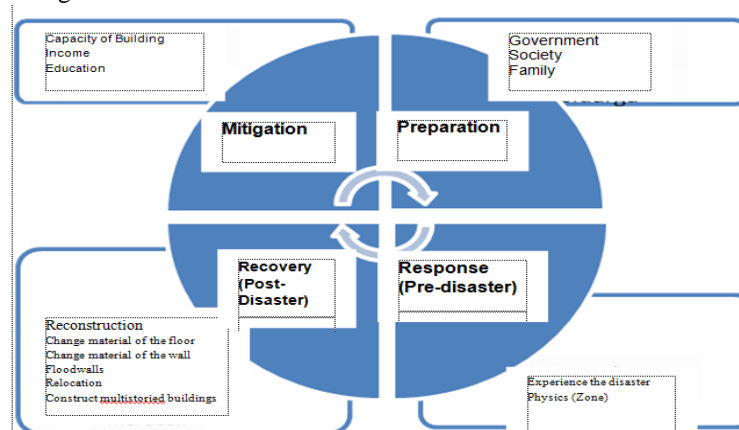 Capacity of Building
Income
Education
Government
Society
Family
Mitigation
Preparation
Recovery
(Post-
Disaster)
Response
(Pre-disaster)
Reconstruction
Change material of the floor
Change material of the wall
Floodwalls
Relocation
Construct multistoried buildings
Experience the disaster
Physics (Zone)